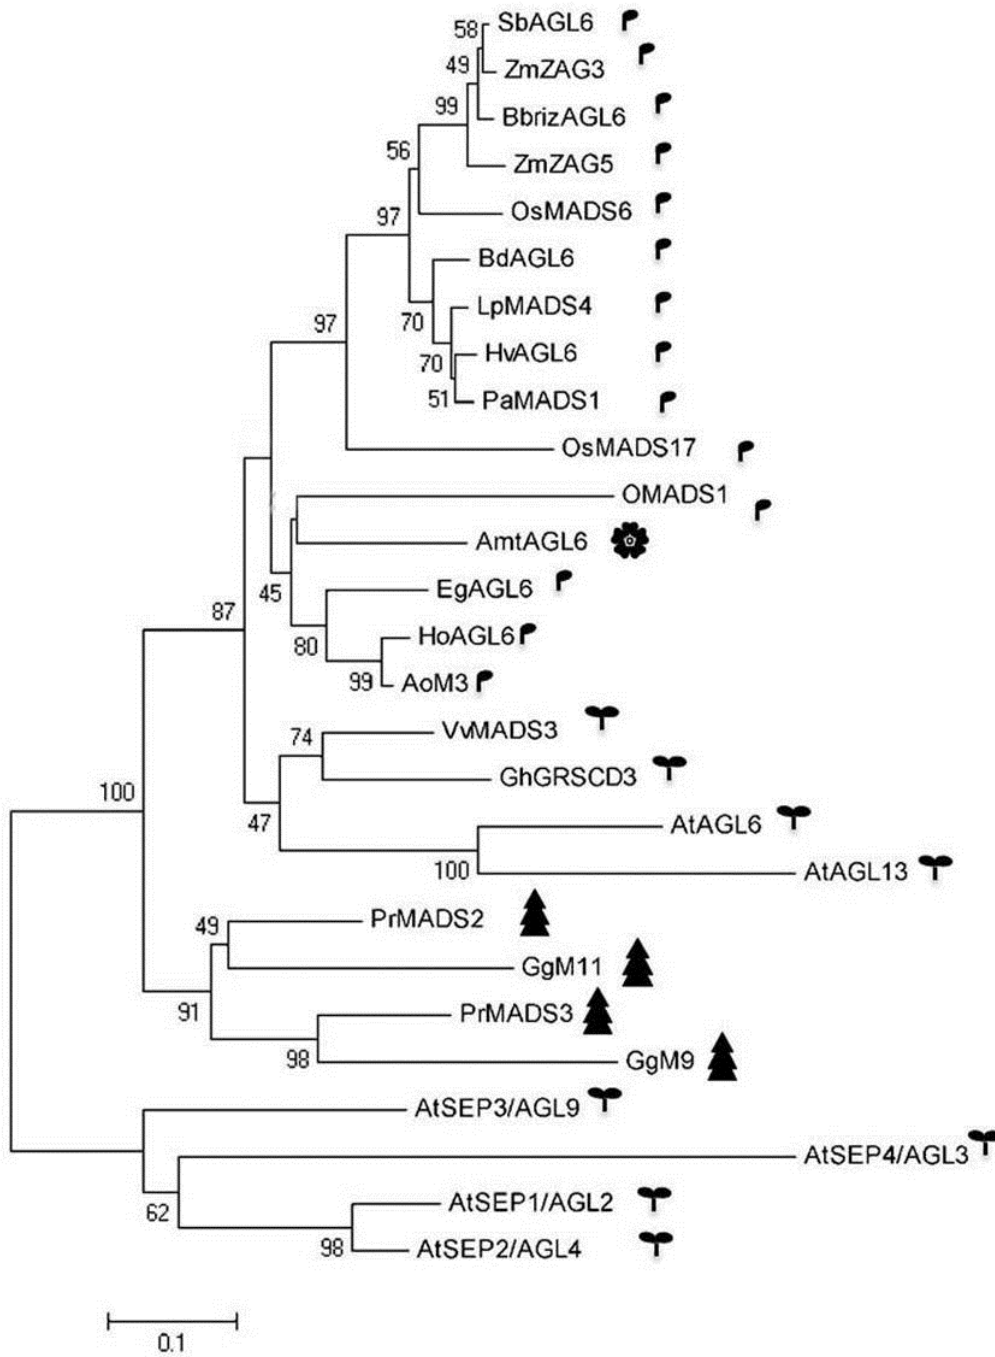 58
SbAGL6
49
ZmZAG3
99
BbrizAGL6
56
ZmZAG5
97
OsMADS6
BdAGL6
97
70
LpMADS4
70
HvAGL6
51
PaMADS1
OsMADS17
OMADS1
AmtAGL6
45
EgAGL6
87
80
HoAGL6
99
AoM3
74
VvMADS3
GhGRSCD3
100
47
AtAGL6
100
AtAGL13
49
PrMADS2
GgM11
91
PrMADS3
98
GgM9
AtSEP3/AGL9
AtSEP4/AGL3
62
AtSEP1/AGL2
98
AtSEP2/AGL4
0.1